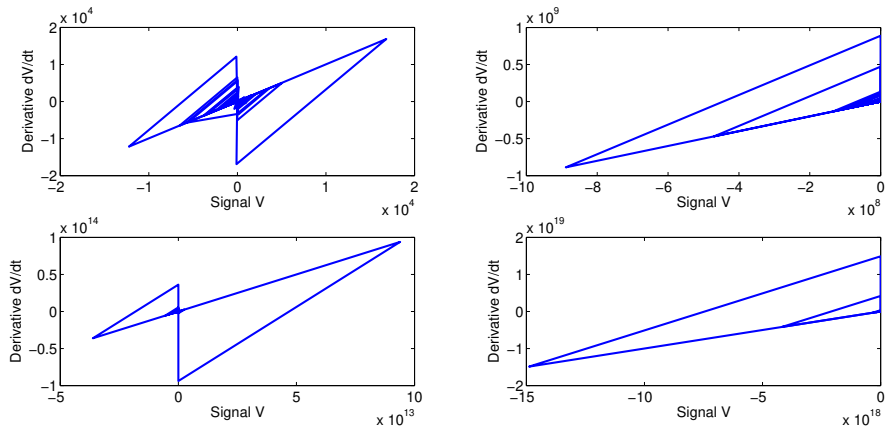 x 10^4
Derivative dV/dt
2
1
0
−1
−2
−2 −1 0 1 2
Signal V
x 10^4
x 10^9
Derivative dV/dt
1
0.5
0
−0.5
−1
−10 −8 −6 −4 −2 0
Signal V
x 10^8
x 10^14
Derivative dV/dt
1
0.5
0
−0.5
−1
−5 0 5 10
Signal V
x 10^13
x 10^19
Derivative dV/dt
2
1
0
−1
−2
−15 −10 −5 0
Signal V
x 10^18